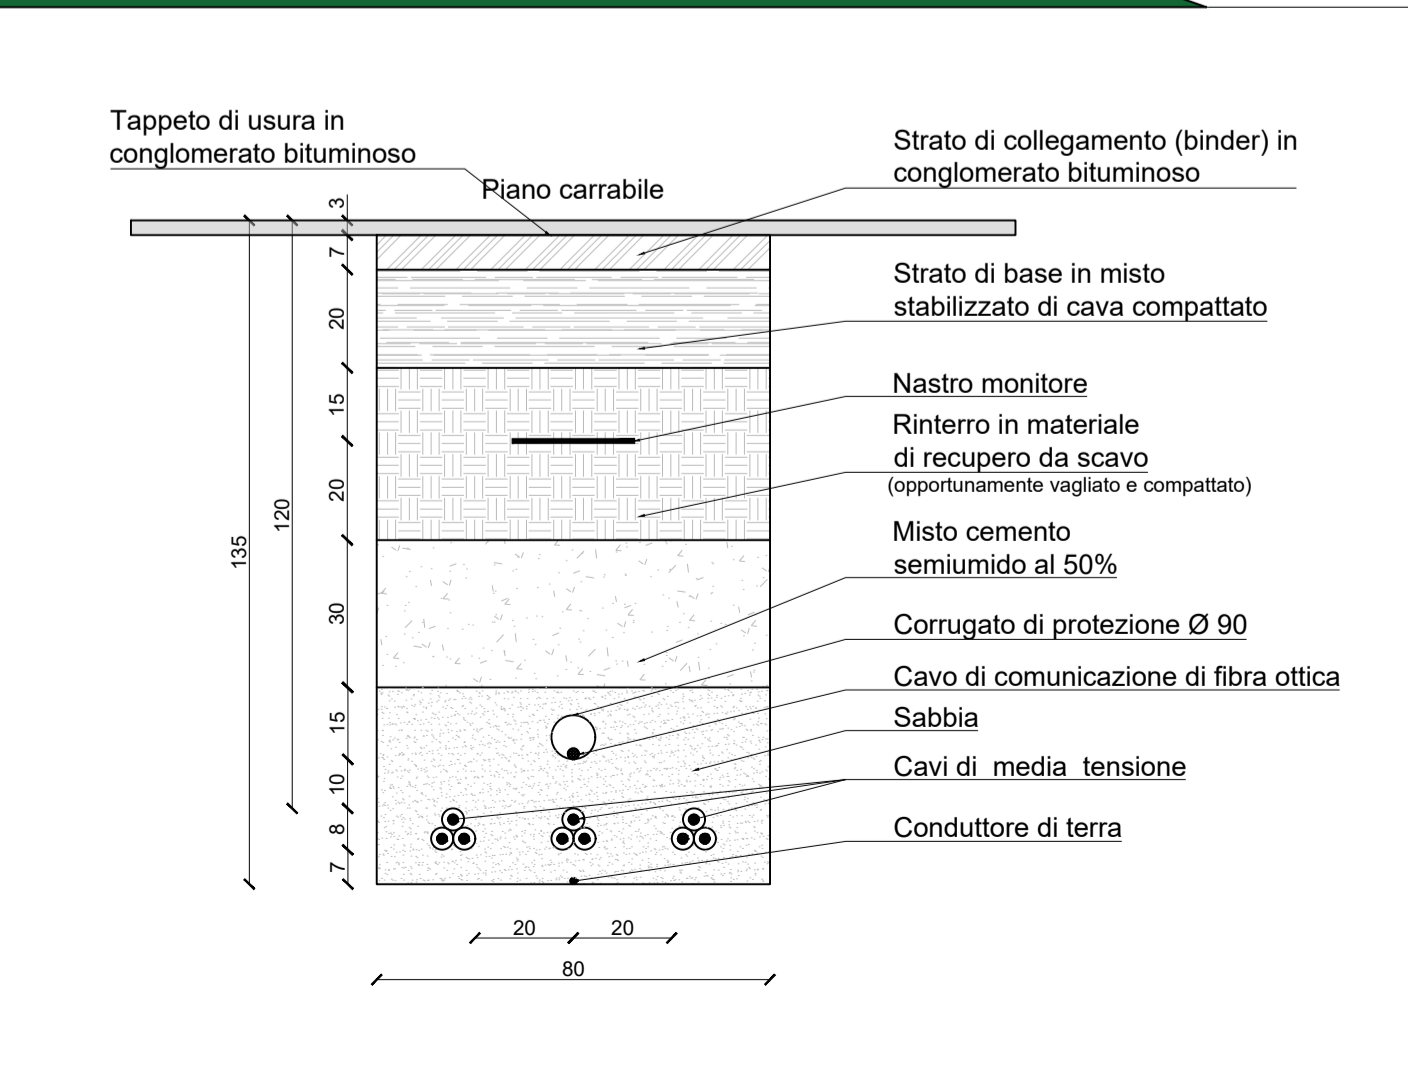 Tappeto di usura in
conglomerato bituminoso
Piano carrabile
Strato di collegamento (binder) in
conglomerato bituminoso
Strato di base in misto
stabilizzato di cava compattato
Nastro monitore
Rinterro in materiale
di recupero da scavo
(opportunamente vagliato e compattato)
Misto cemento
semiumido al 50%
Corrugato di protezione Ø 90
Cavo di comunicazione di fibra ottica
Sabbia
Cavi di  media  tensione
Conduttore di terra
3
7
20
15
20
30
15
10
8
7
120
135
20
20
80